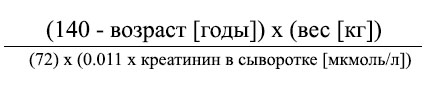 (140 - возраст [годы]) x (вес [кг])
(72) x (0.011 x креатинин в сыворотке [мкмоль/л])